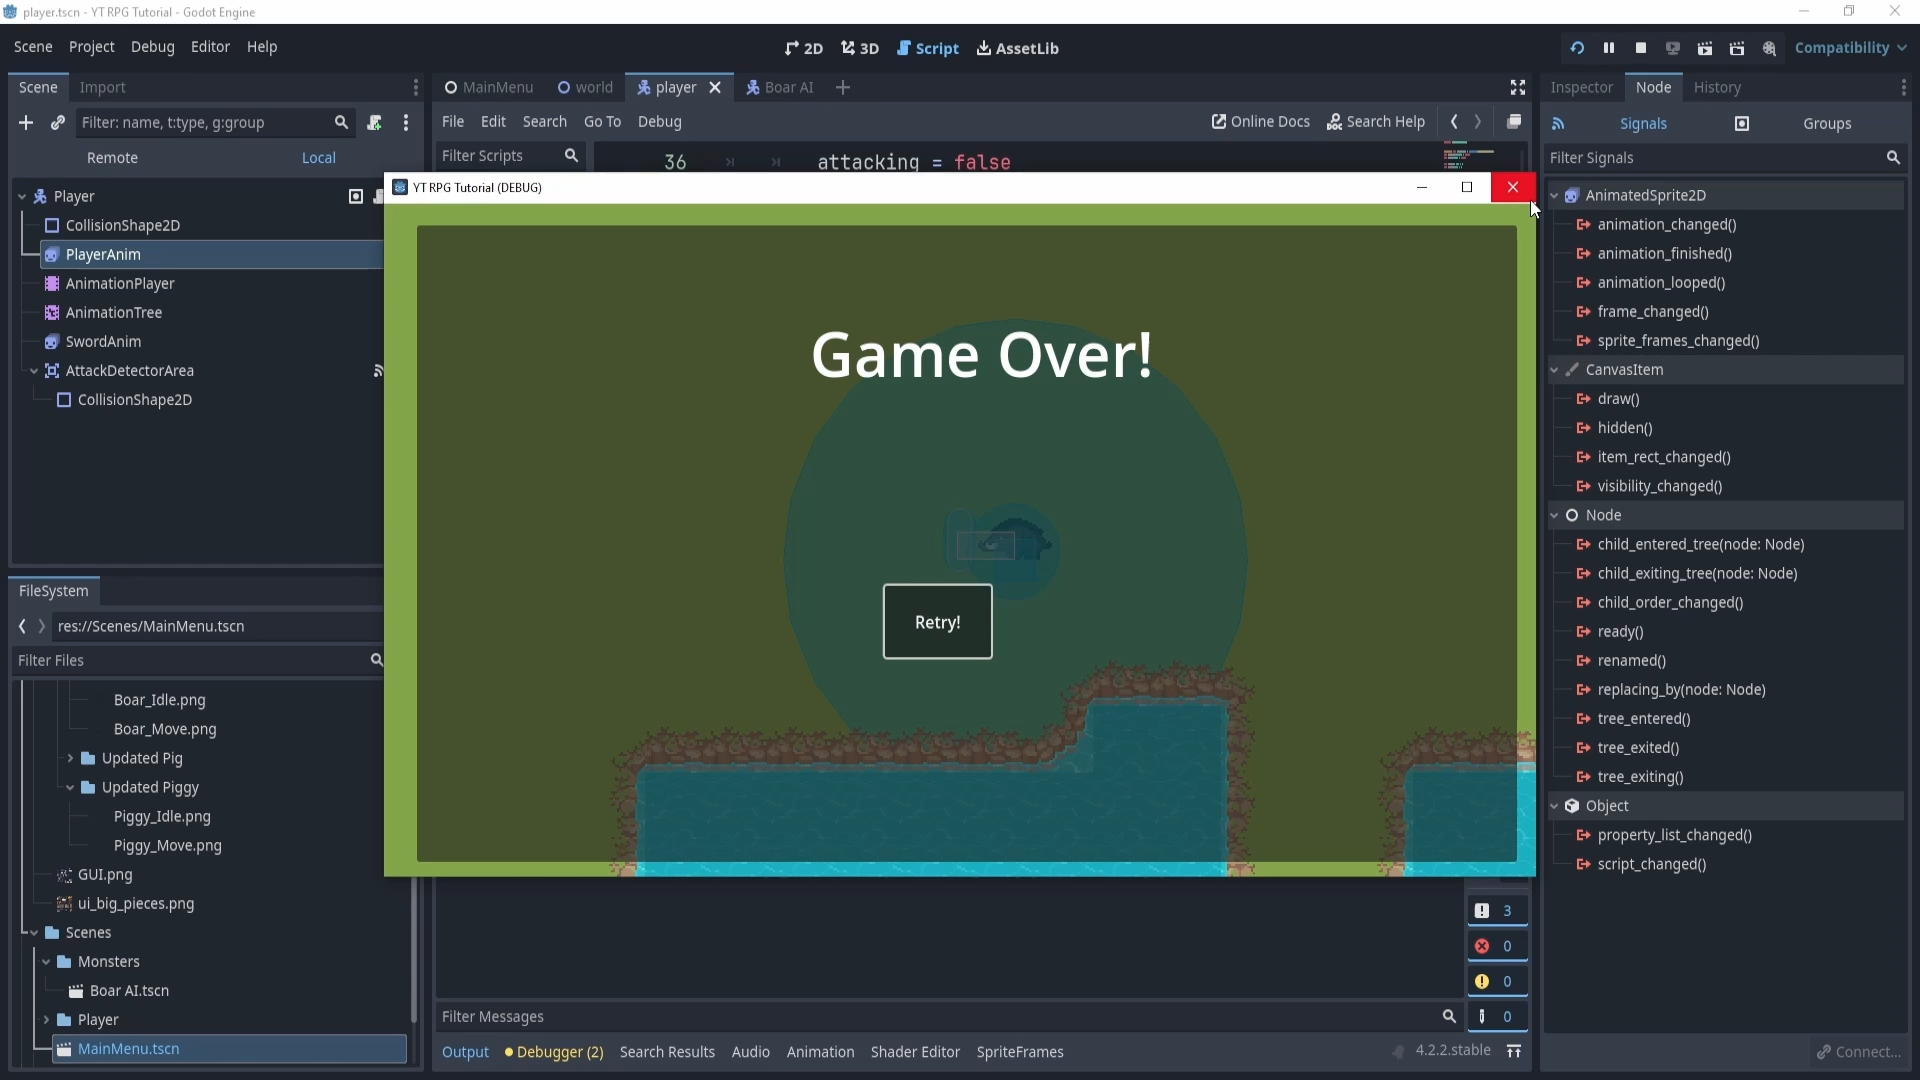 player.tscn - YT RPG Tutorial - Godot Engine
Scene Project Debug Editor Help
2D 3D Script AssetLib
Compatibility
Scene Import
MainMenu world player Boar AI
Inspector Node History
Filter: name, t:type, g:group
File Edit Search Go To Debug
Online Docs Search Help
Signals Groups
Remote Local
Filter Scripts
36 attacking = false
Filter Signals
Player
CollisionShape2D
PlayerAnim
AnimationPlayer
AnimationTree
SwordAnim
AttackDetectorArea
CollisionShape2D
YT RPG Tutorial (DEBUG)
Game Over!
Retry!
AnimatedSprite2D
animation_changed()
animation_finished()
animation_looped()
frame_changed()
sprite_frames_changed()
CanvasItem
draw()
hidden()
item_rect_changed()
visibility_changed()
Node
child_entered_tree(node: Node)
child_exiting_tree(node: Node)
child_order_changed()
ready()
renamed()
replacing_by(node: Node)
tree_entered()
tree_exited()
tree_exiting()
Object
property_list_changed()
script_changed()
FileSystem
res://Scenes/MainMenu.tscn
Filter Files
Boar_Idle.png
Boar_Move.png
Updated Pig
Updated Piggy
Piggy_Idle.png
Piggy_Move.png
GUI.png
ui_big_pieces.png
Scenes
Monsters
Boar AI.tscn
Player
MainMenu.tscn
3
0
0
0
Filter Messages
Output Debugger (2) Search Results Audio Animation Shader Editor SpriteFrames
4.2.2.stable
Connect...